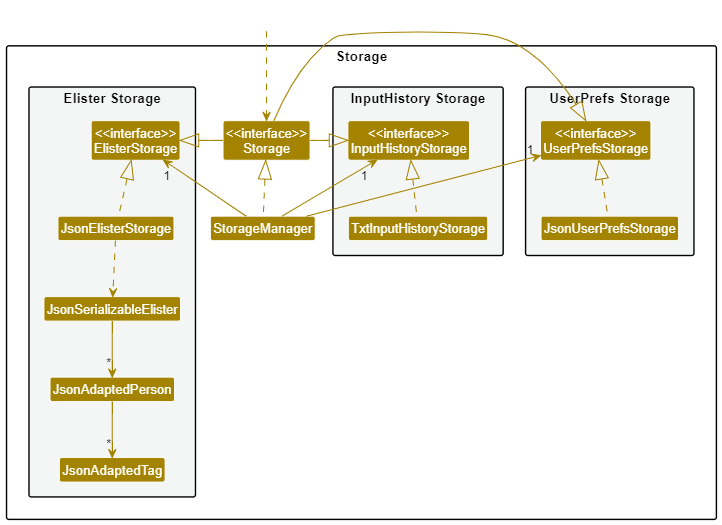 Storage
Elister Storage
InputHistory Storage
UserPrefs Storage
<<interface>>
ElisterStorage
<<interface>>
Storage
<<interface>>
InputHistoryStorage
<<interface>>
UserPrefsStorage
1
1
1
JsonElisterStorage
StorageManager
TxtInputHistoryStorage
JsonUserPrefsStorage
JsonSerializableElister
*
JsonAdaptedPerson
*
JsonAdaptedTag